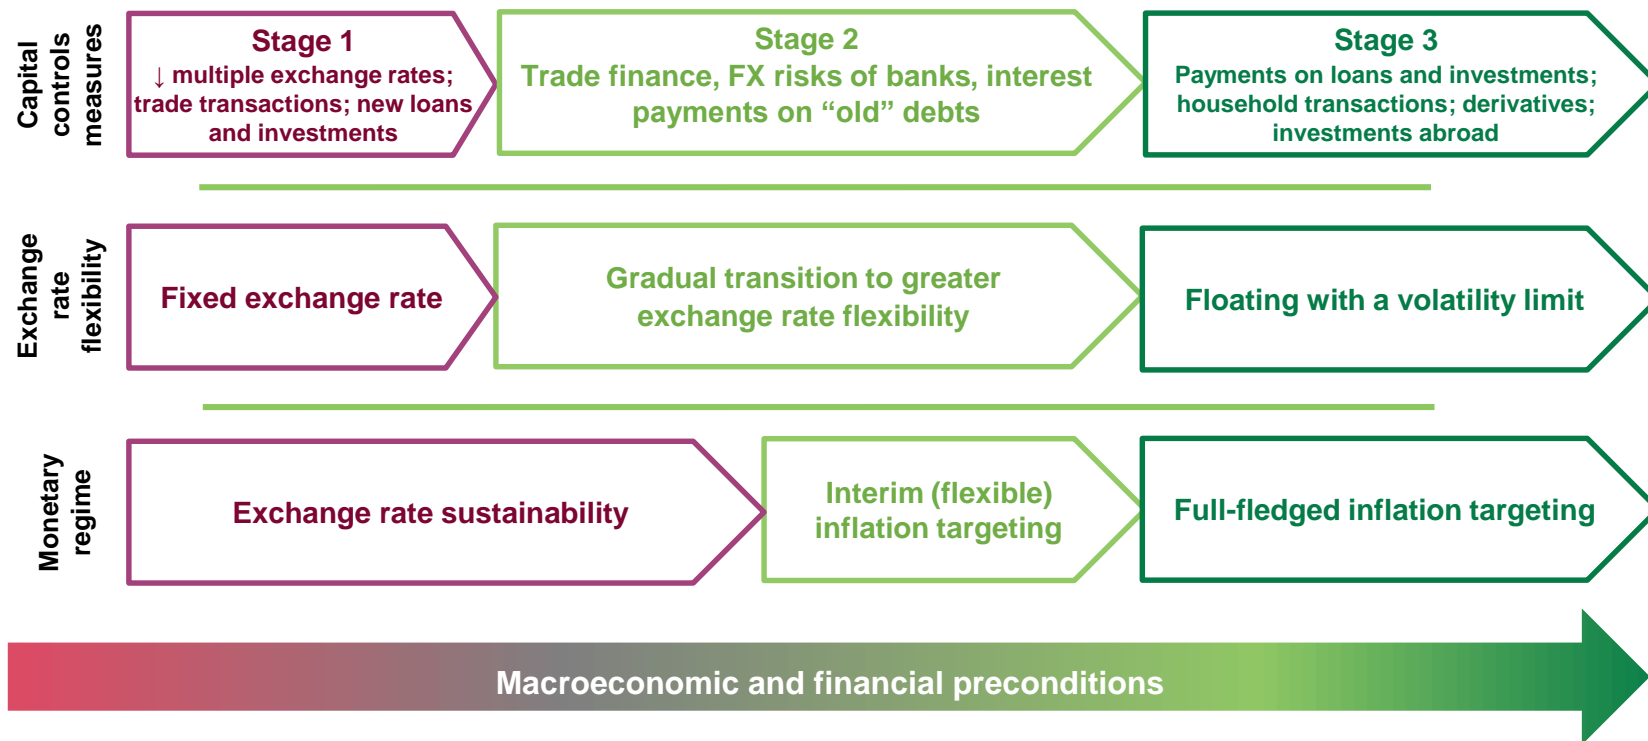 Capital
controls
measures
Stage 1
↓ multiple exchange rates;
trade transactions; new loans
and investments
Stage 2
Trade finance, FX risks of banks, interest
payments on “old” debts
Stage 3
Payments on loans and investments;
household transactions; derivatives;
investments abroad
Exchange
rate
flexibility
Fixed exchange rate
Gradual transition to greater
exchange rate flexibility
Floating with a volatility limit
Monetary
regime
Exchange rate sustainability
Interim (flexible)
inflation targeting
Full-fledged inflation targeting
Macroeconomic and financial preconditions